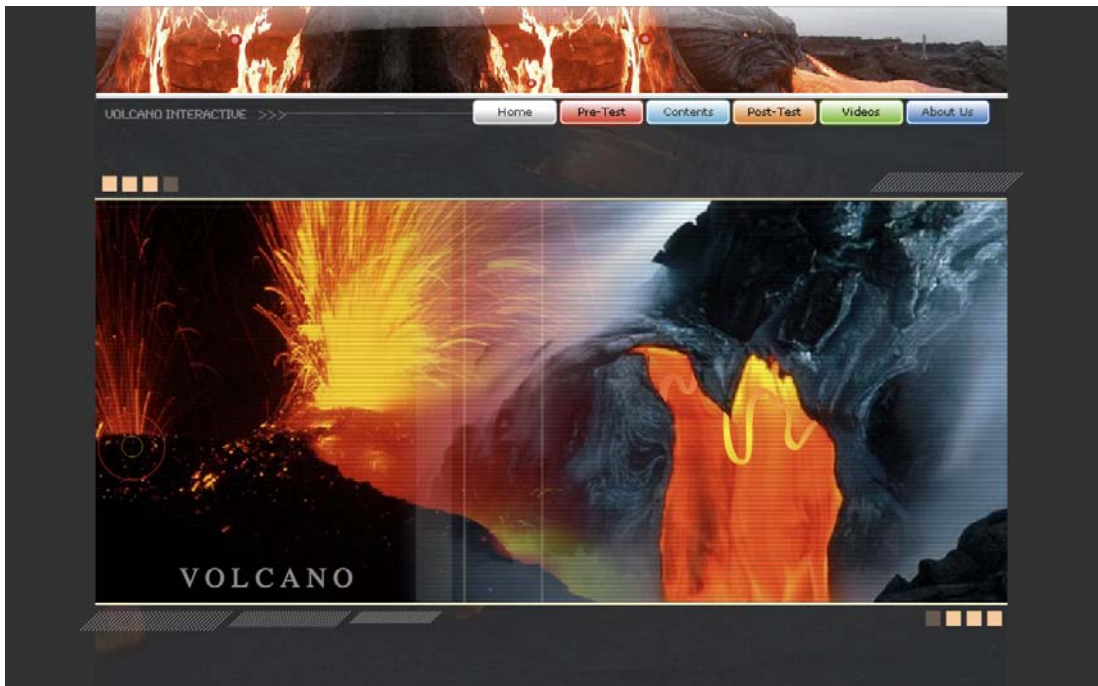 VOLCANO INTERACTIVE >>>
Home
Pre-Test
Contents
Post-Test
Videos
About Us
VOLCANO